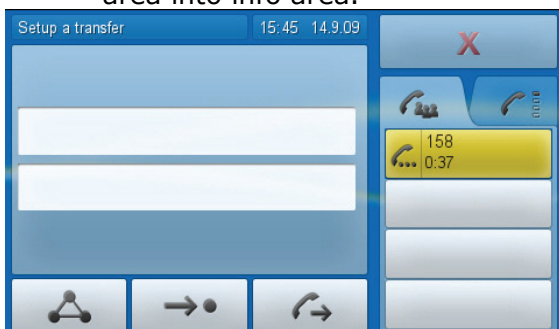 area into info area.
Setup a transfer
15:45 14.9.09
158
0:37